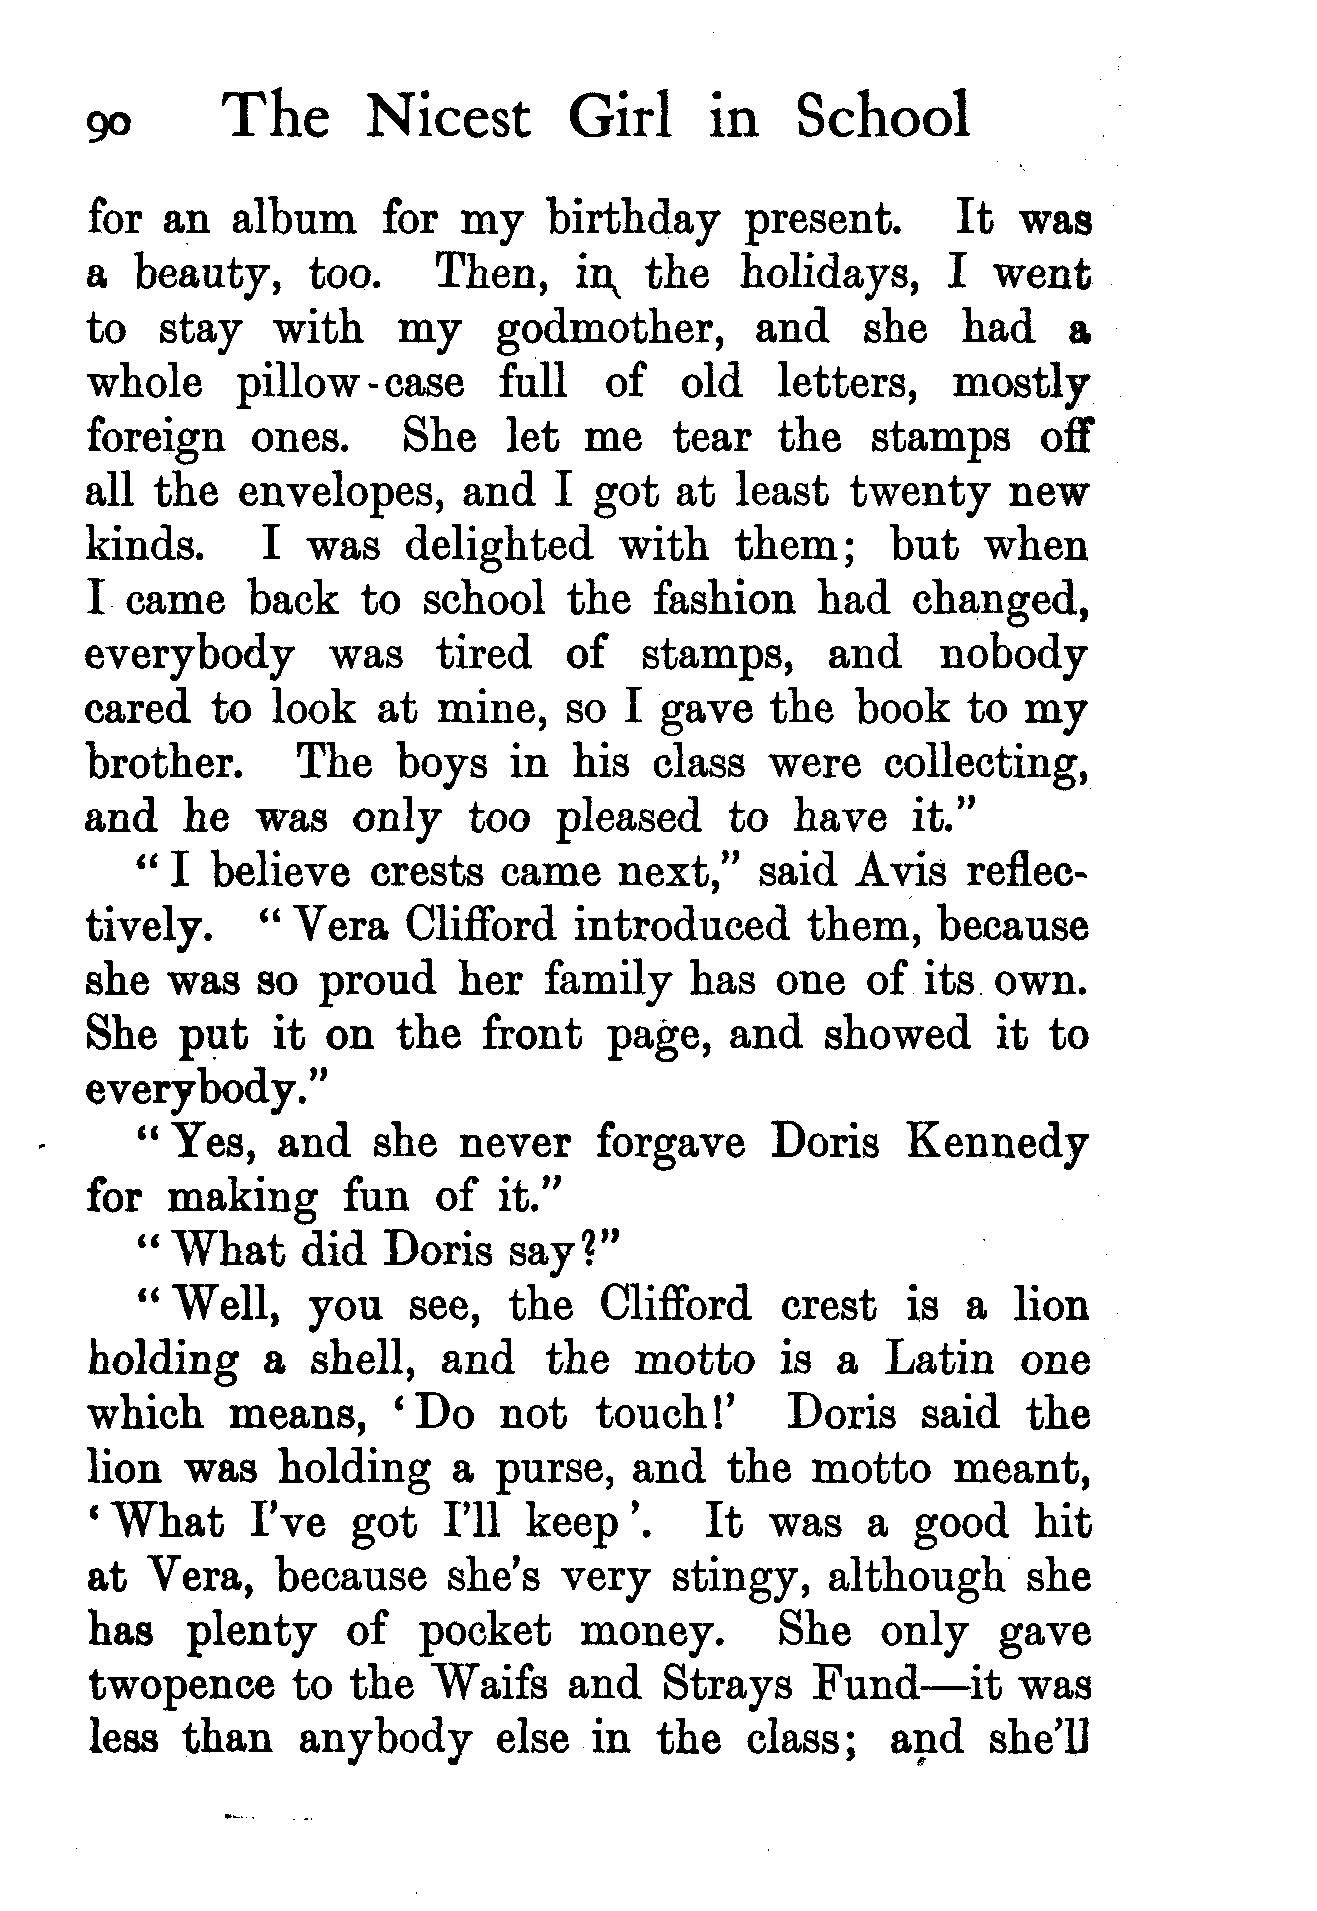 90 The Nicest Girl in School
for an album for my birthday present. It was
a beauty, too. Then, in the holidays, I went
to stay with my godmother, and she had a
whole pillow-case full of old letters, mostly
foreign ones. She let me tear the stamps off
all the envelopes, and I got at least twenty new
kinds. I was delighted with them; but when
I came back to school the fashion had changed,
everybody was tired of stamps, and nobody
cared to look at mine, so I gave the book to my
brother. The boys in his class were collecting,
and he was only too pleased to have it.”
“I believe crests came next,” said Avis reflec-
tively. “Vera Clifford introduced them, because
she was so proud her family has one of its own.
She put it on the front page, and showed it to
everybody.”
“Yes, and she never forgave Doris Kennedy
for making fun of it.”
“What did Doris say?”
“Well, you see, the Clifford crest is a lion
holding a shell, and the motto is a Latin one
which means, ‘Do not touch!’ Doris said the
lion was holding a purse, and the motto meant,
‘What I’ve got I’ll keep’. It was a good hit
at Vera, because she’s very stingy, although she
has plenty of pocket money. She only gave
twopence to the Waifs and Strays Fund—it was
less than anybody else in the class; and she’ll